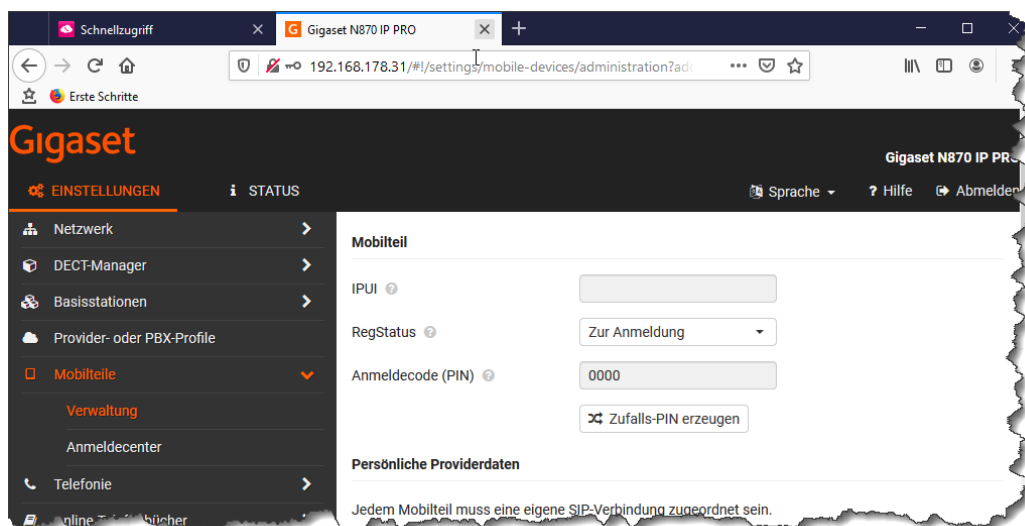 Schnellzugriff
Gigaset N870 IP PRO
192.168.178.31/#!/settings/mobile-devices/administration?add
Erste Schritte
Gigaset
Gigaset N870 IP PRO
EINSTELLUNGEN
STATUS
Sprache
? Hilfe
Abmelden
Netzwerk
DECT-Manager
Basisstationen
Provider- oder PBX-Profile
Mobilteile
Verwaltung
Anmeldecenter
Telefonie
Mobilteil
IPUI
RegStatus
Zur Anmeldung
Anmeldecode (PIN)
0000
Zufalls-PIN erzeugen
Persönliche Providerdaten
Jedem Mobilteil muss eine eigene SIP-Verbindung zugeordnet sein.